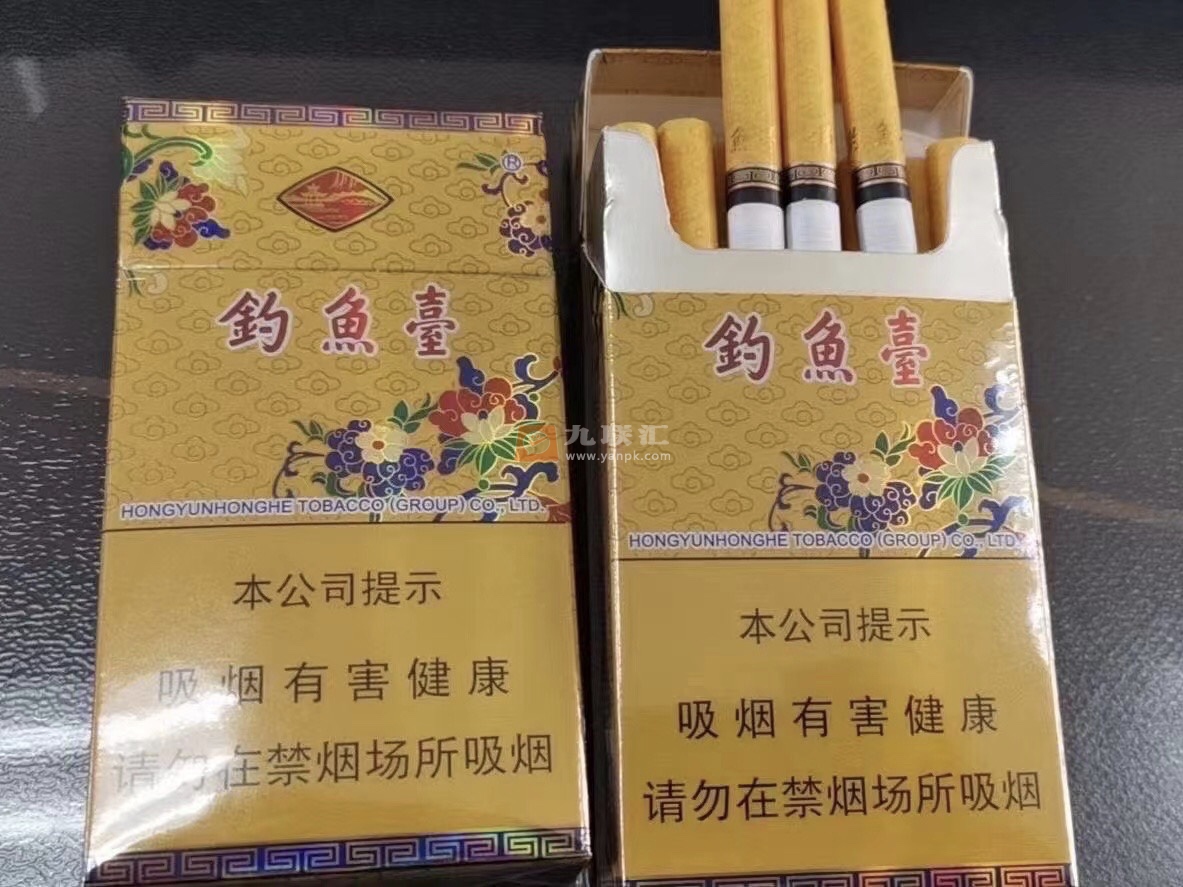 ®
釣魚臺
HONGYUNHONGHE TOBACCO (GROUP) CO., LTD.
本公司提示
吸烟有害健康
请勿在禁烟场所吸烟
釣魚臺
HONGYUNHONGHE TOBACCO (GROUP) CO., LTD
本公司提示
吸烟有害健康
请勿在禁烟场所吸烟
九联汇
www.yanpk.com